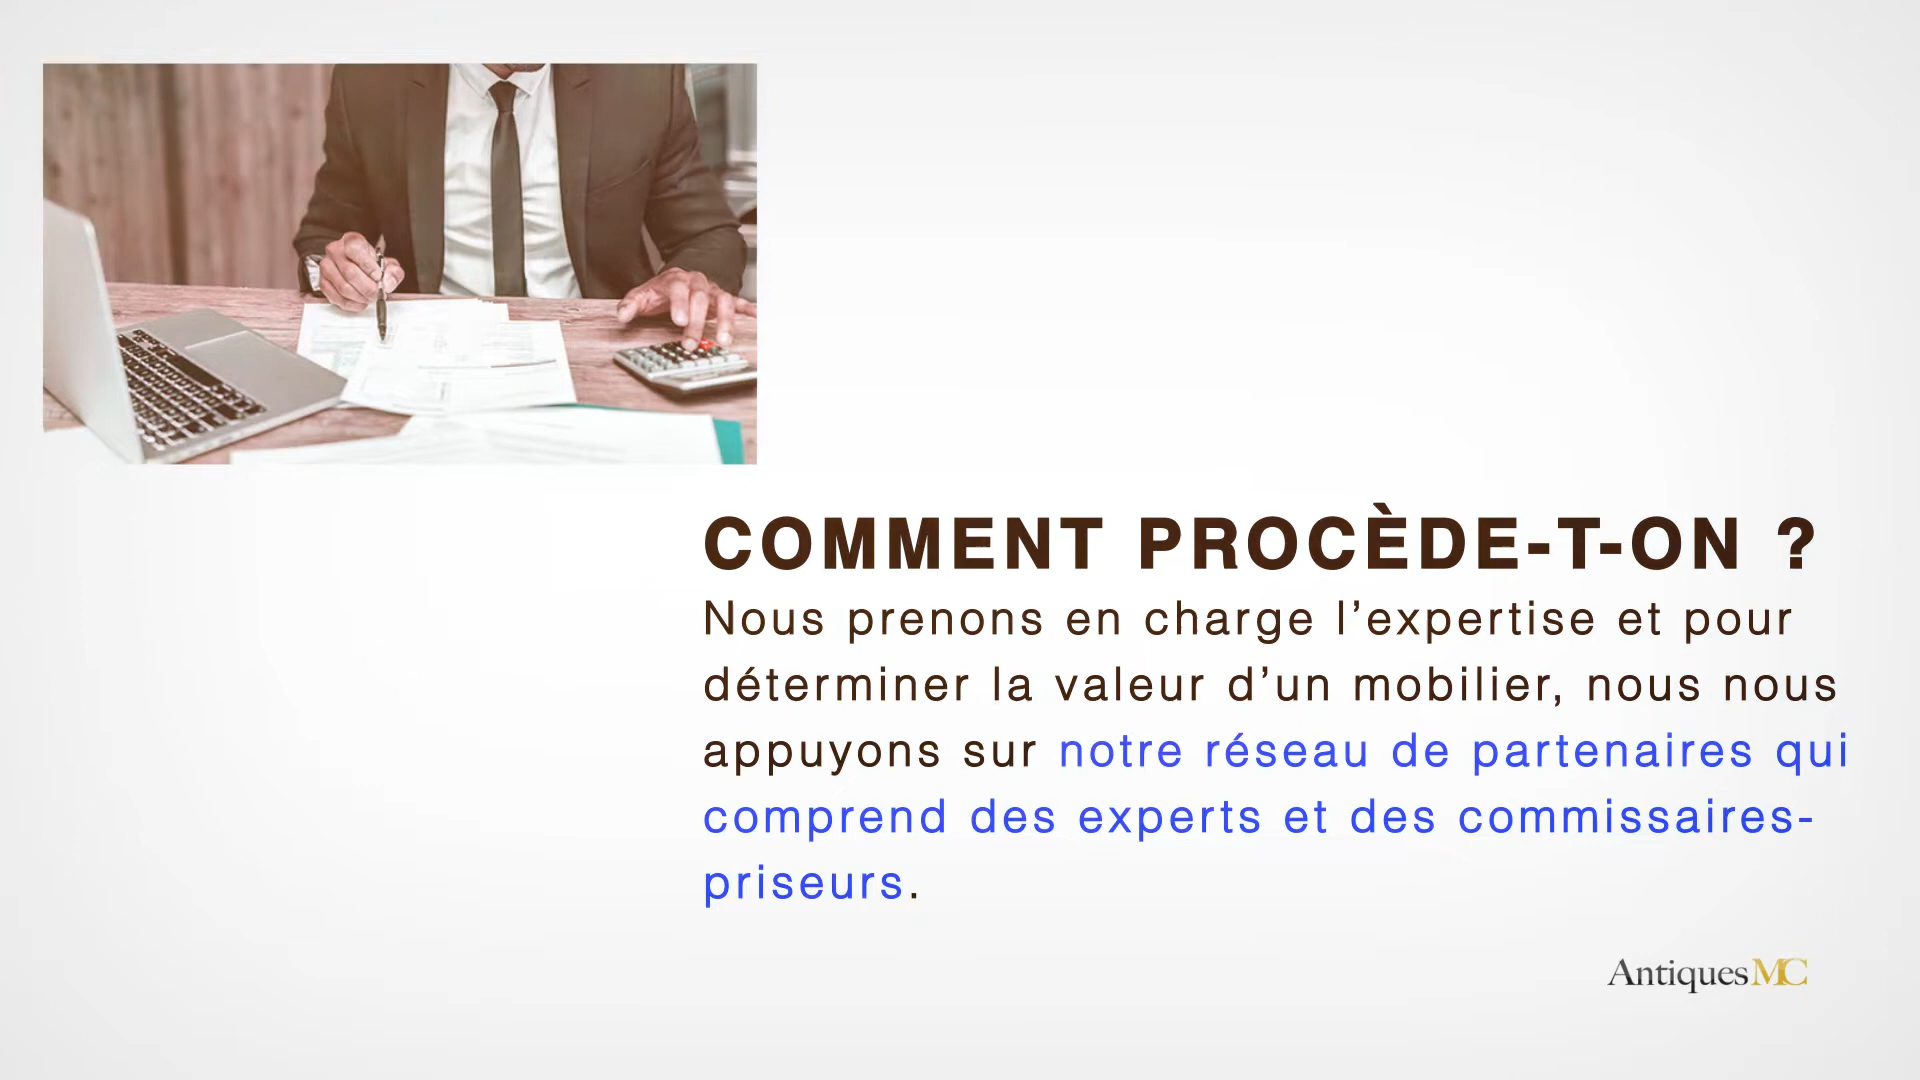 COMMENT PROCÈDE-T-ON ?
Nous prenons en charge l’expertise et pour
déterminer la valeur d’un mobilier, nous nous
appuyons sur notre réseau de partenaires qui
comprend des experts et des commissaires-
priseurs.
AntiquesMC